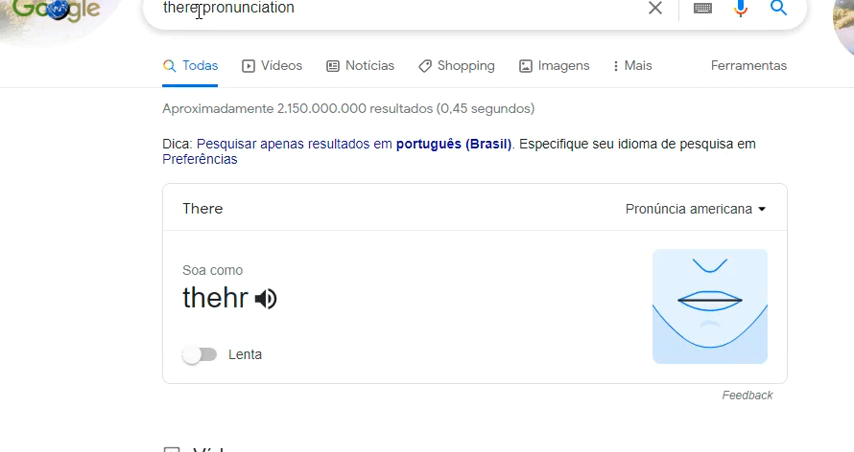 Google
there pronunciation
Todas Vídeos Notícias Shopping Imagens Mais Ferramentas
Aproximadamente 2.150.000.000 resultados (0,45 segundos)
Dica: Pesquisar apenas resultados em português (Brasil). Especifique seu idioma de pesquisa em
Preferências
There Pronúncia americana
Soa como
thehr
Lenta
Feedback